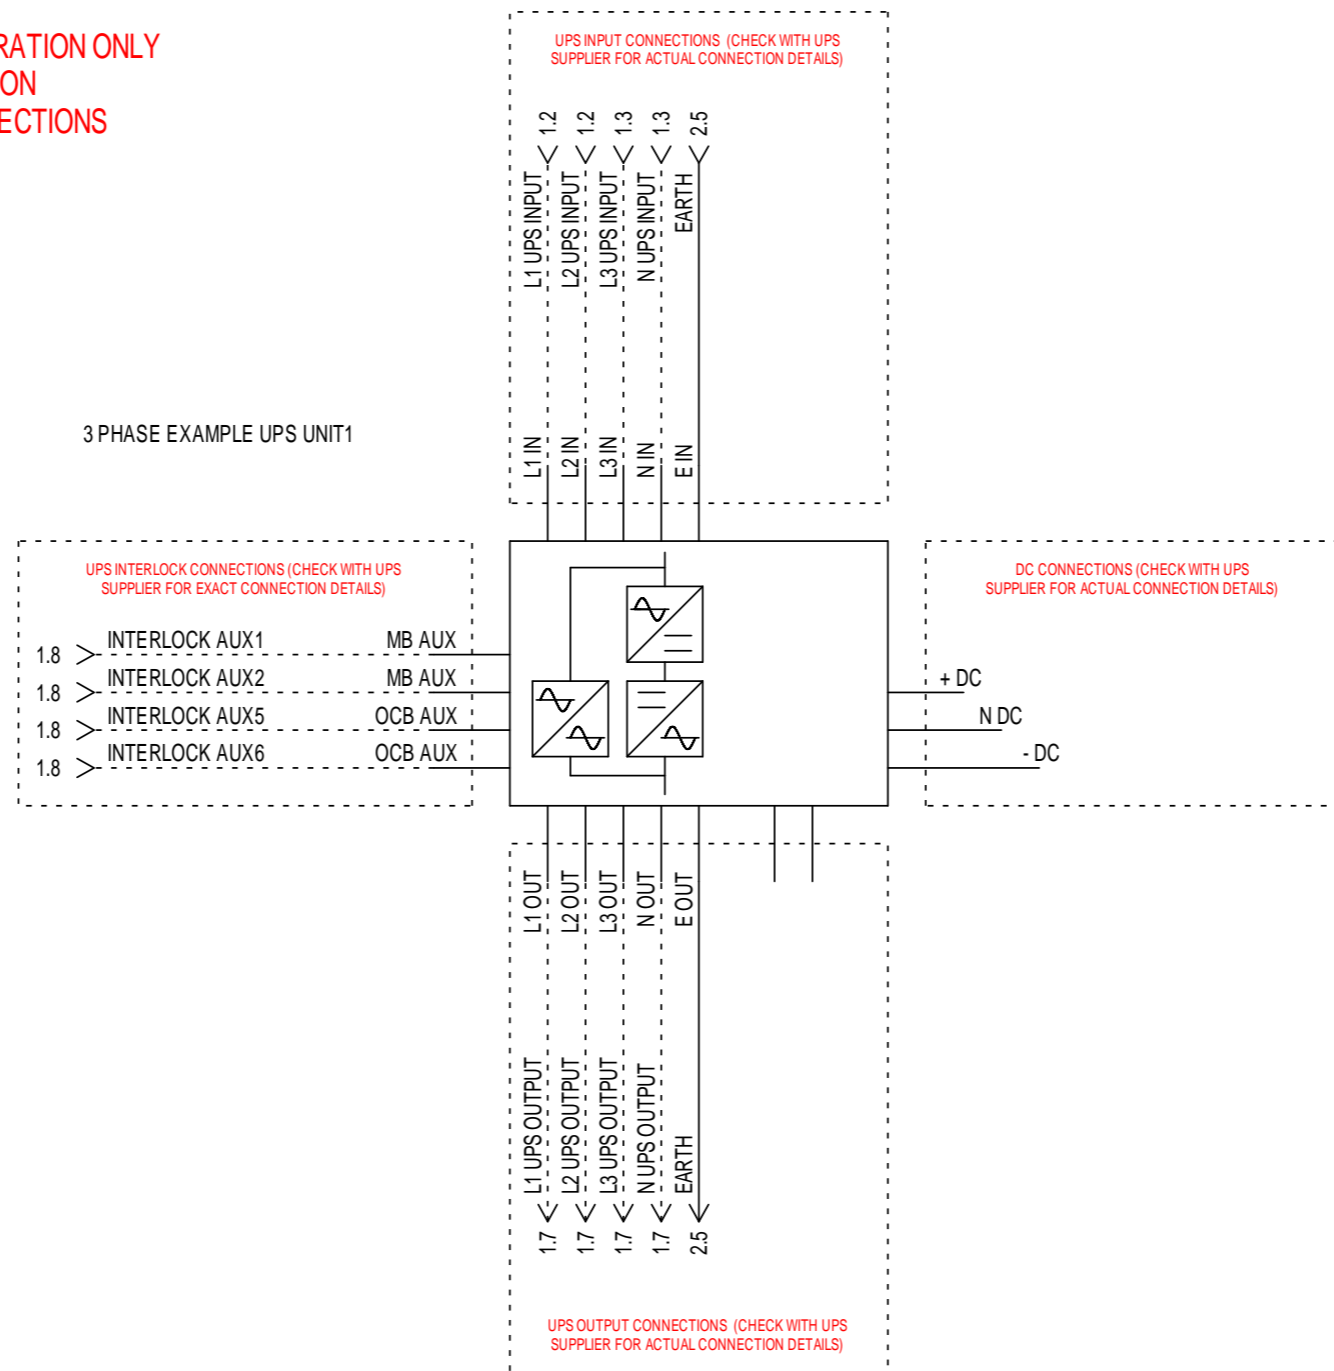 RATION ONLY
ON
ECTIONS
UPS INPUT CONNECTIONS (CHECK WITH UPS
SUPPLIER FOR ACTUAL CONNECTION DETAILS)
1.2
1.2
1.3
1.3
2.5
L1 UPS INPUT
L2 UPS INPUT
L3 UPS INPUT
N UPS INPUT
EARTH
3 PHASE EXAMPLE UPS UNIT1
L1 IN
L2 IN
L3 IN
N IN
E IN
UPS INTERLOCK CONNECTIONS (CHECK WITH UPS
SUPPLIER FOR EXACT CONNECTION DETAILS)
1.8 INTERLOCK AUX1 MB AUX
1.8 INTERLOCK AUX2 MB AUX
1.8 INTERLOCK AUX5 OCB AUX
1.8 INTERLOCK AUX6 OCB AUX
DC CONNECTIONS (CHECK WITH UPS
SUPPLIER FOR ACTUAL CONNECTION DETAILS)
+ DC
N DC
- DC
L1 OUT
L2 OUT
L3 OUT
N OUT
E OUT
L1 UPS OUTPUT
L2 UPS OUTPUT
L3 UPS OUTPUT
N UPS OUTPUT
EARTH
1.7
1.7
1.7
1.7
2.5
UPS OUTPUT CONNECTIONS (CHECK WITH UPS
SUPPLIER FOR ACTUAL CONNECTION DETAILS)